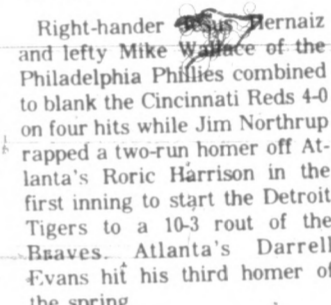 Right-hander Jesus Hernaiz
and lefty Mike Wallace of the
Philadelphia Phillies combined
to blank the Cincinnati Reds 4-0
on four hits while Jim Northrup
rapped a two-run homer off At-
lanta's Roric Harrison in the
first inning to start the Detroit
Tigers to a 10-3 rout of the
Braves. Atlanta's Darrell
Evans hit his third homer of
the spring